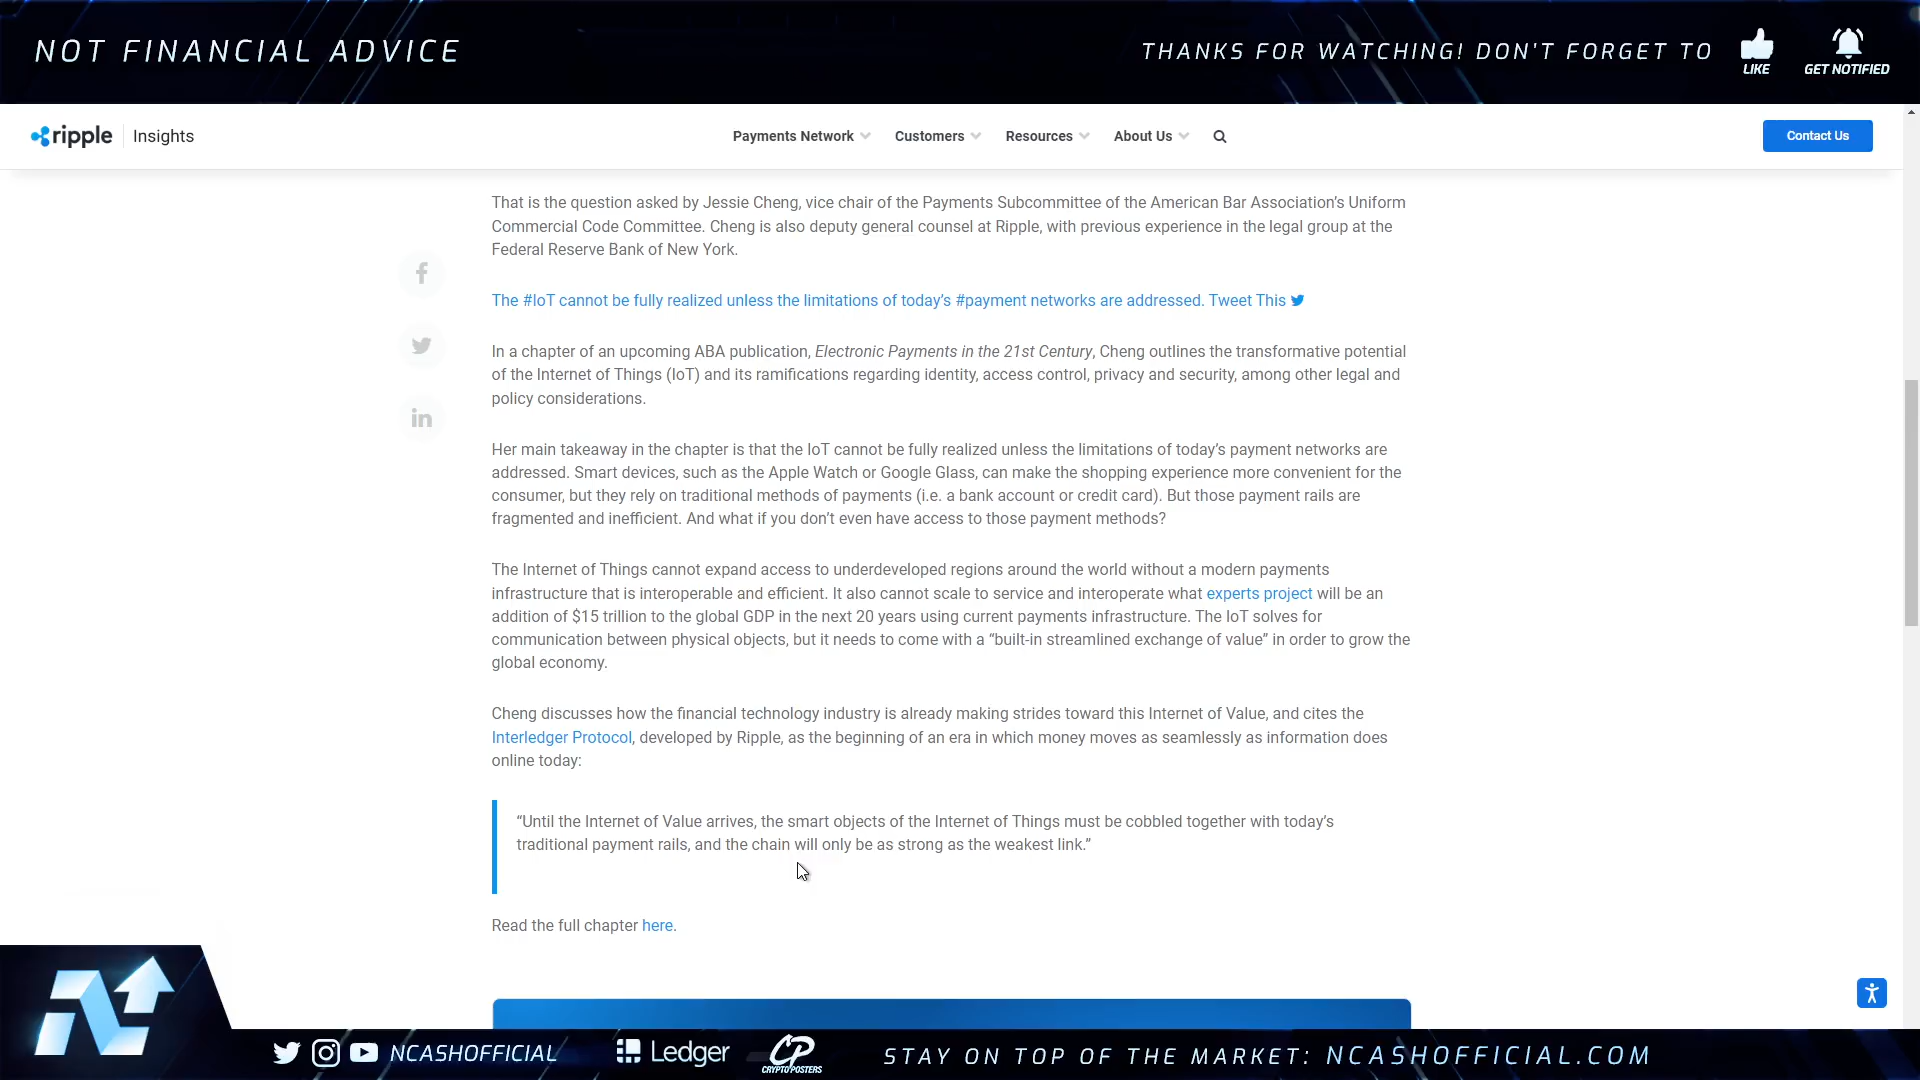 NOT FINANCIAL ADVICE
THANKS FOR WATCHING! DON'T FORGET TO
LIKE
GET NOTIFIED
ripple Insights
Payments Network Customers Resources About Us
Contact Us
That is the question asked by Jessie Cheng, vice chair of the Payments Subcommittee of the American Bar Association’s Uniform
Commercial Code Committee. Cheng is also deputy general counsel at Ripple, with previous experience in the legal group at the
Federal Reserve Bank of New York.
The #IoT cannot be fully realized unless the limitations of today’s #payment networks are addressed. Tweet This
In a chapter of an upcoming ABA publication, Electronic Payments in the 21st Century, Cheng outlines the transformative potential
of the Internet of Things (IoT) and its ramifications regarding identity, access control, privacy and security, among other legal and
policy considerations.
Her main takeaway in the chapter is that the IoT cannot be fully realized unless the limitations of today’s payment networks are
addressed. Smart devices, such as the Apple Watch or Google Glass, can make the shopping experience more convenient for the
consumer, but they rely on traditional methods of payments (i.e. a bank account or credit card). But those payment rails are
fragmented and inefficient. And what if you don’t even have access to those payment methods?
The Internet of Things cannot expand access to underdeveloped regions around the world without a modern payments
infrastructure that is interoperable and efficient. It also cannot scale to service and interoperate what experts project will be an
addition of $15 trillion to the global GDP in the next 20 years using current payments infrastructure. The IoT solves for
communication between physical objects, but it needs to come with a “built-in streamlined exchange of value” in order to grow the
global economy.
Cheng discusses how the financial technology industry is already making strides toward this Internet of Value, and cites the
Interledger Protocol, developed by Ripple, as the beginning of an era in which money moves as seamlessly as information does
online today:
“Until the Internet of Value arrives, the smart objects of the Internet of Things must be cobbled together with today’s
traditional payment rails, and the chain will only be as strong as the weakest link.”
Read the full chapter here.
NCASHOFFICIAL
Ledger
CP
CRYPTOPOSTERS
STAY ON TOP OF THE MARKET: NCASHOFFICIAL.COM